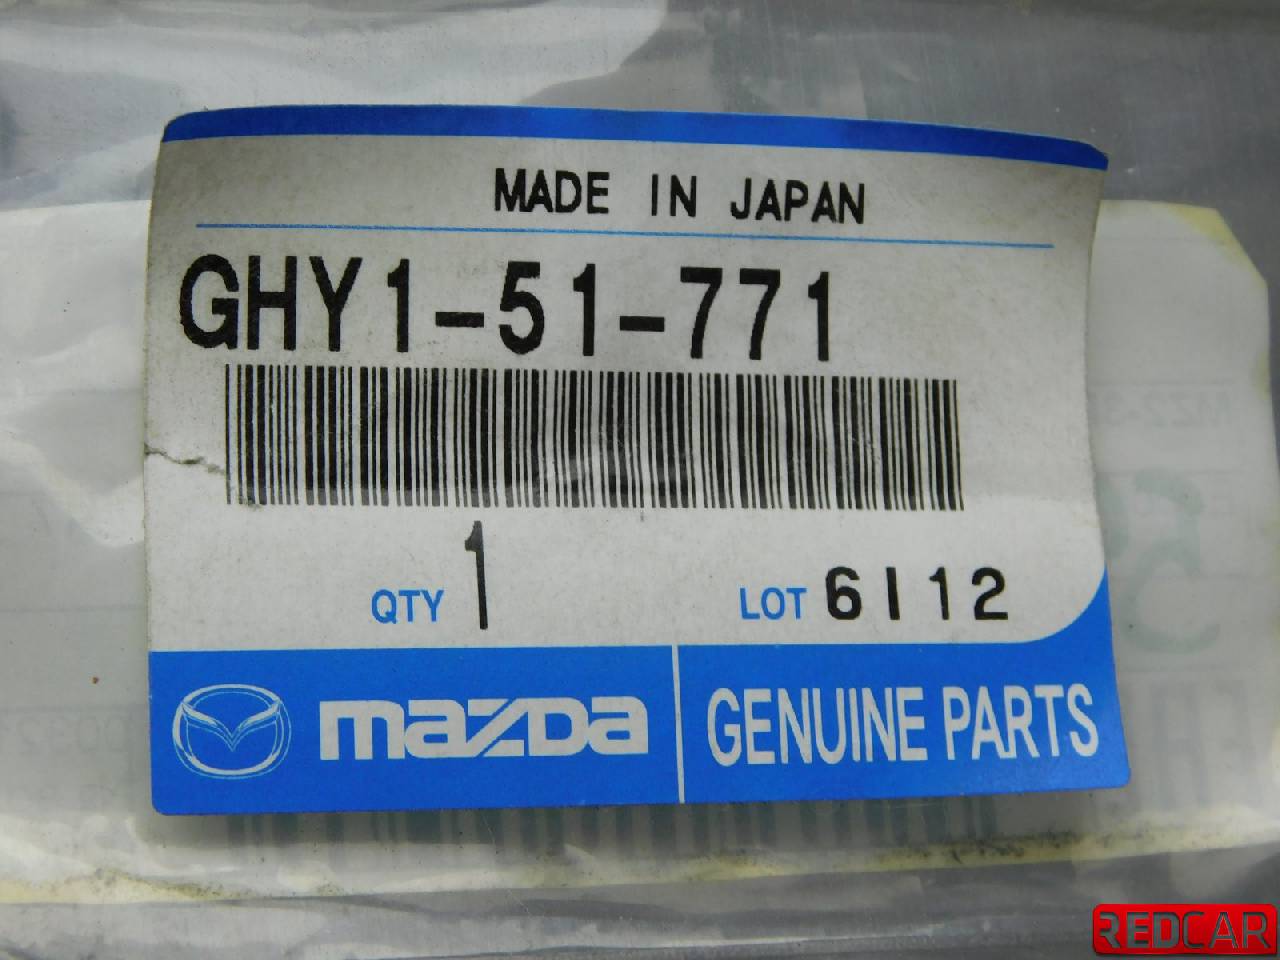 MADE IN JAPAN
GHY1-51-771
QTY 1
LOT 6112
mazda
GENUINE PARTS
REDCAR